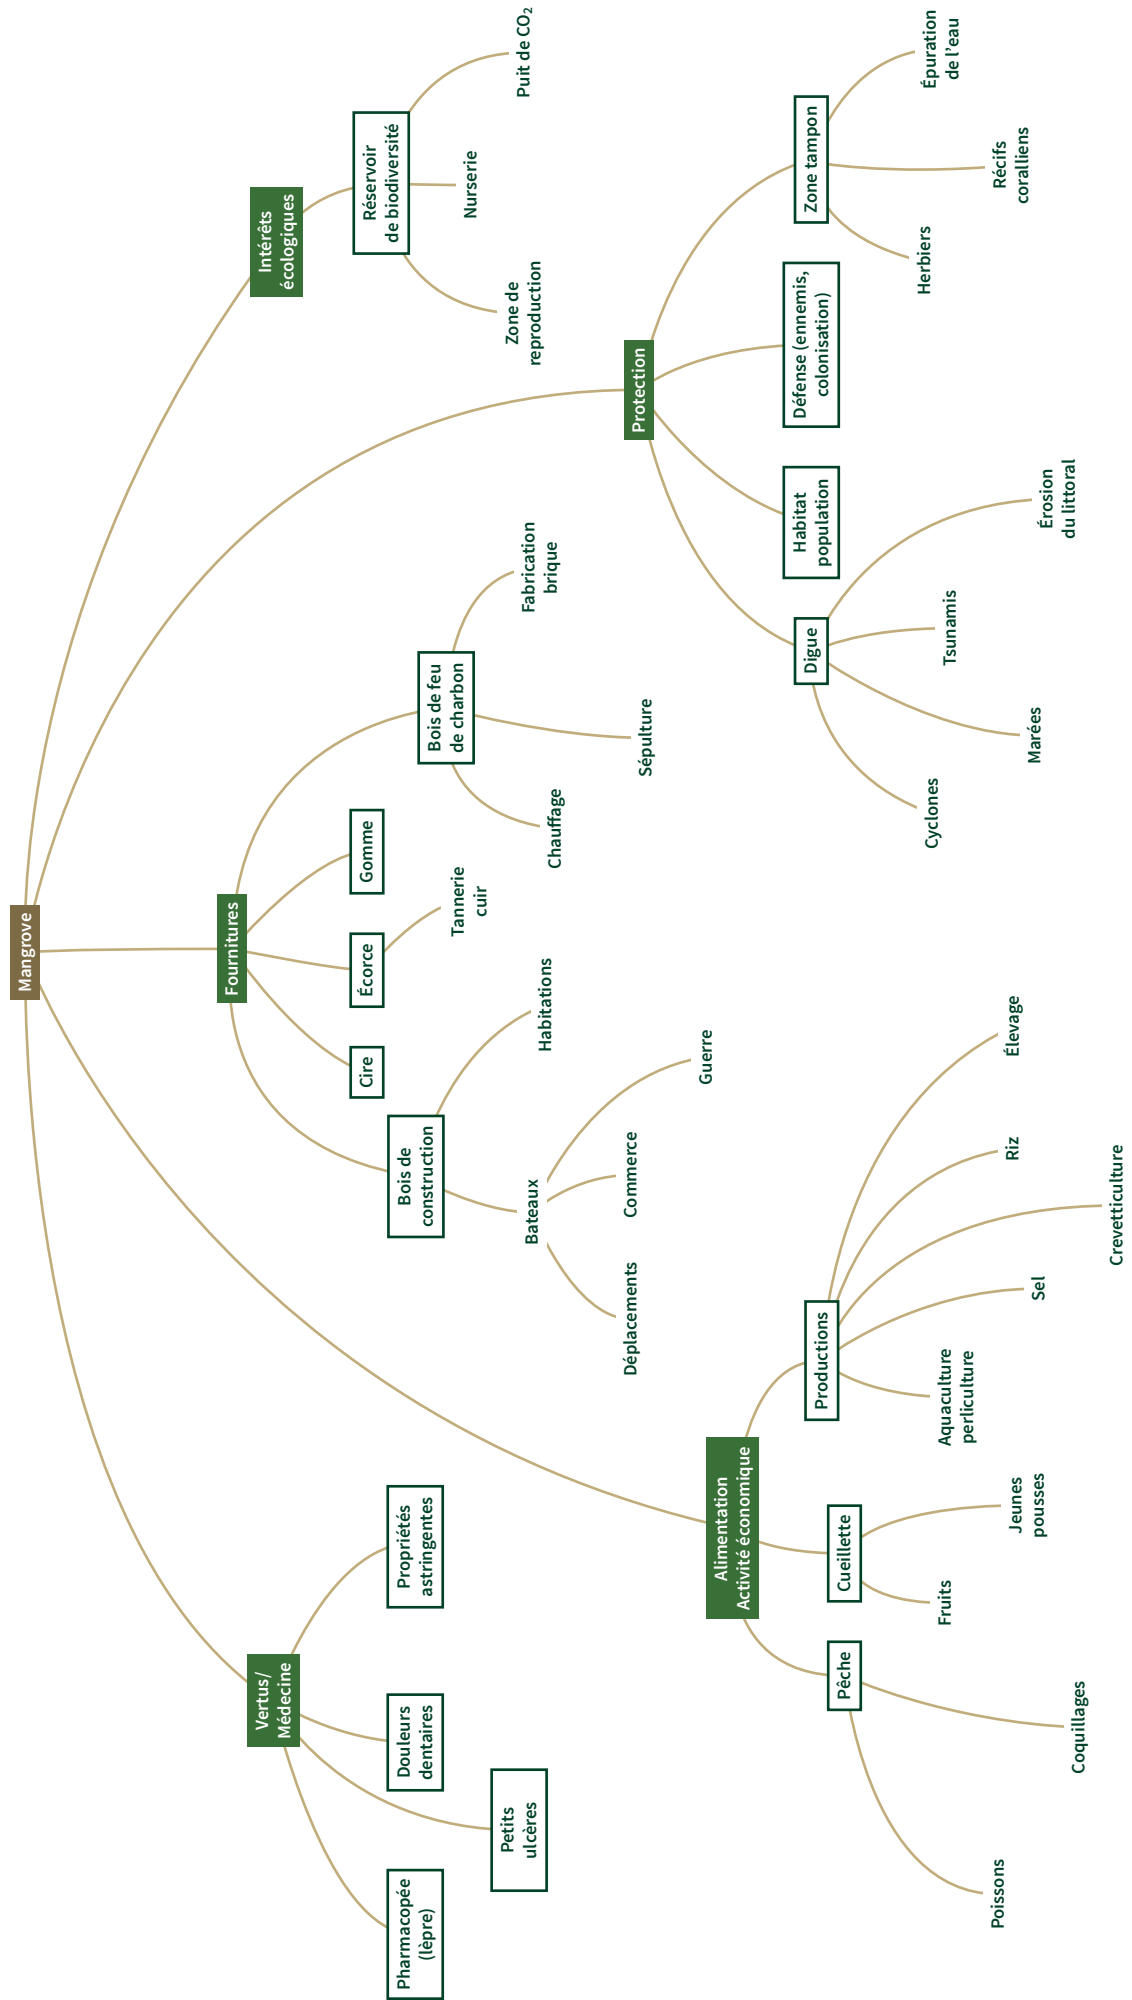 Mangrove
Vertus/
Médecine
Pharmacopée
(lèpre)
Petits
ulcères
Douleurs
dentaires
Propriétés
astringentes
Alimentation
Activité économique
Pêche
Poissons
Coquillages
Cueillette
Fruits
Jeunes
pousses
Productions
Aquaculture
perliculture
Sel
Crevetticulture
Riz
Élevage
Fournitures
Bois de
construction
Bateaux
Déplacements
Commerce
Guerre
Habitations
Cire
Écorce
Tannerie
cuir
Gomme
Bois de feu
de charbon
Chauffage
Sépulture
Fabrication
brique
Protection
Digue
Cyclones
Marées
Tsunamis
Érosion
du littoral
Habitat
population
Défense (ennemis,
colonisation)
Zone tampon
Herbiers
Récifs
coralliens
Épuration
de l’eau
Intérêts
écologiques
Réservoir
de biodiversité
Zone de
reproduction
Nurserie
Puit de CO₂